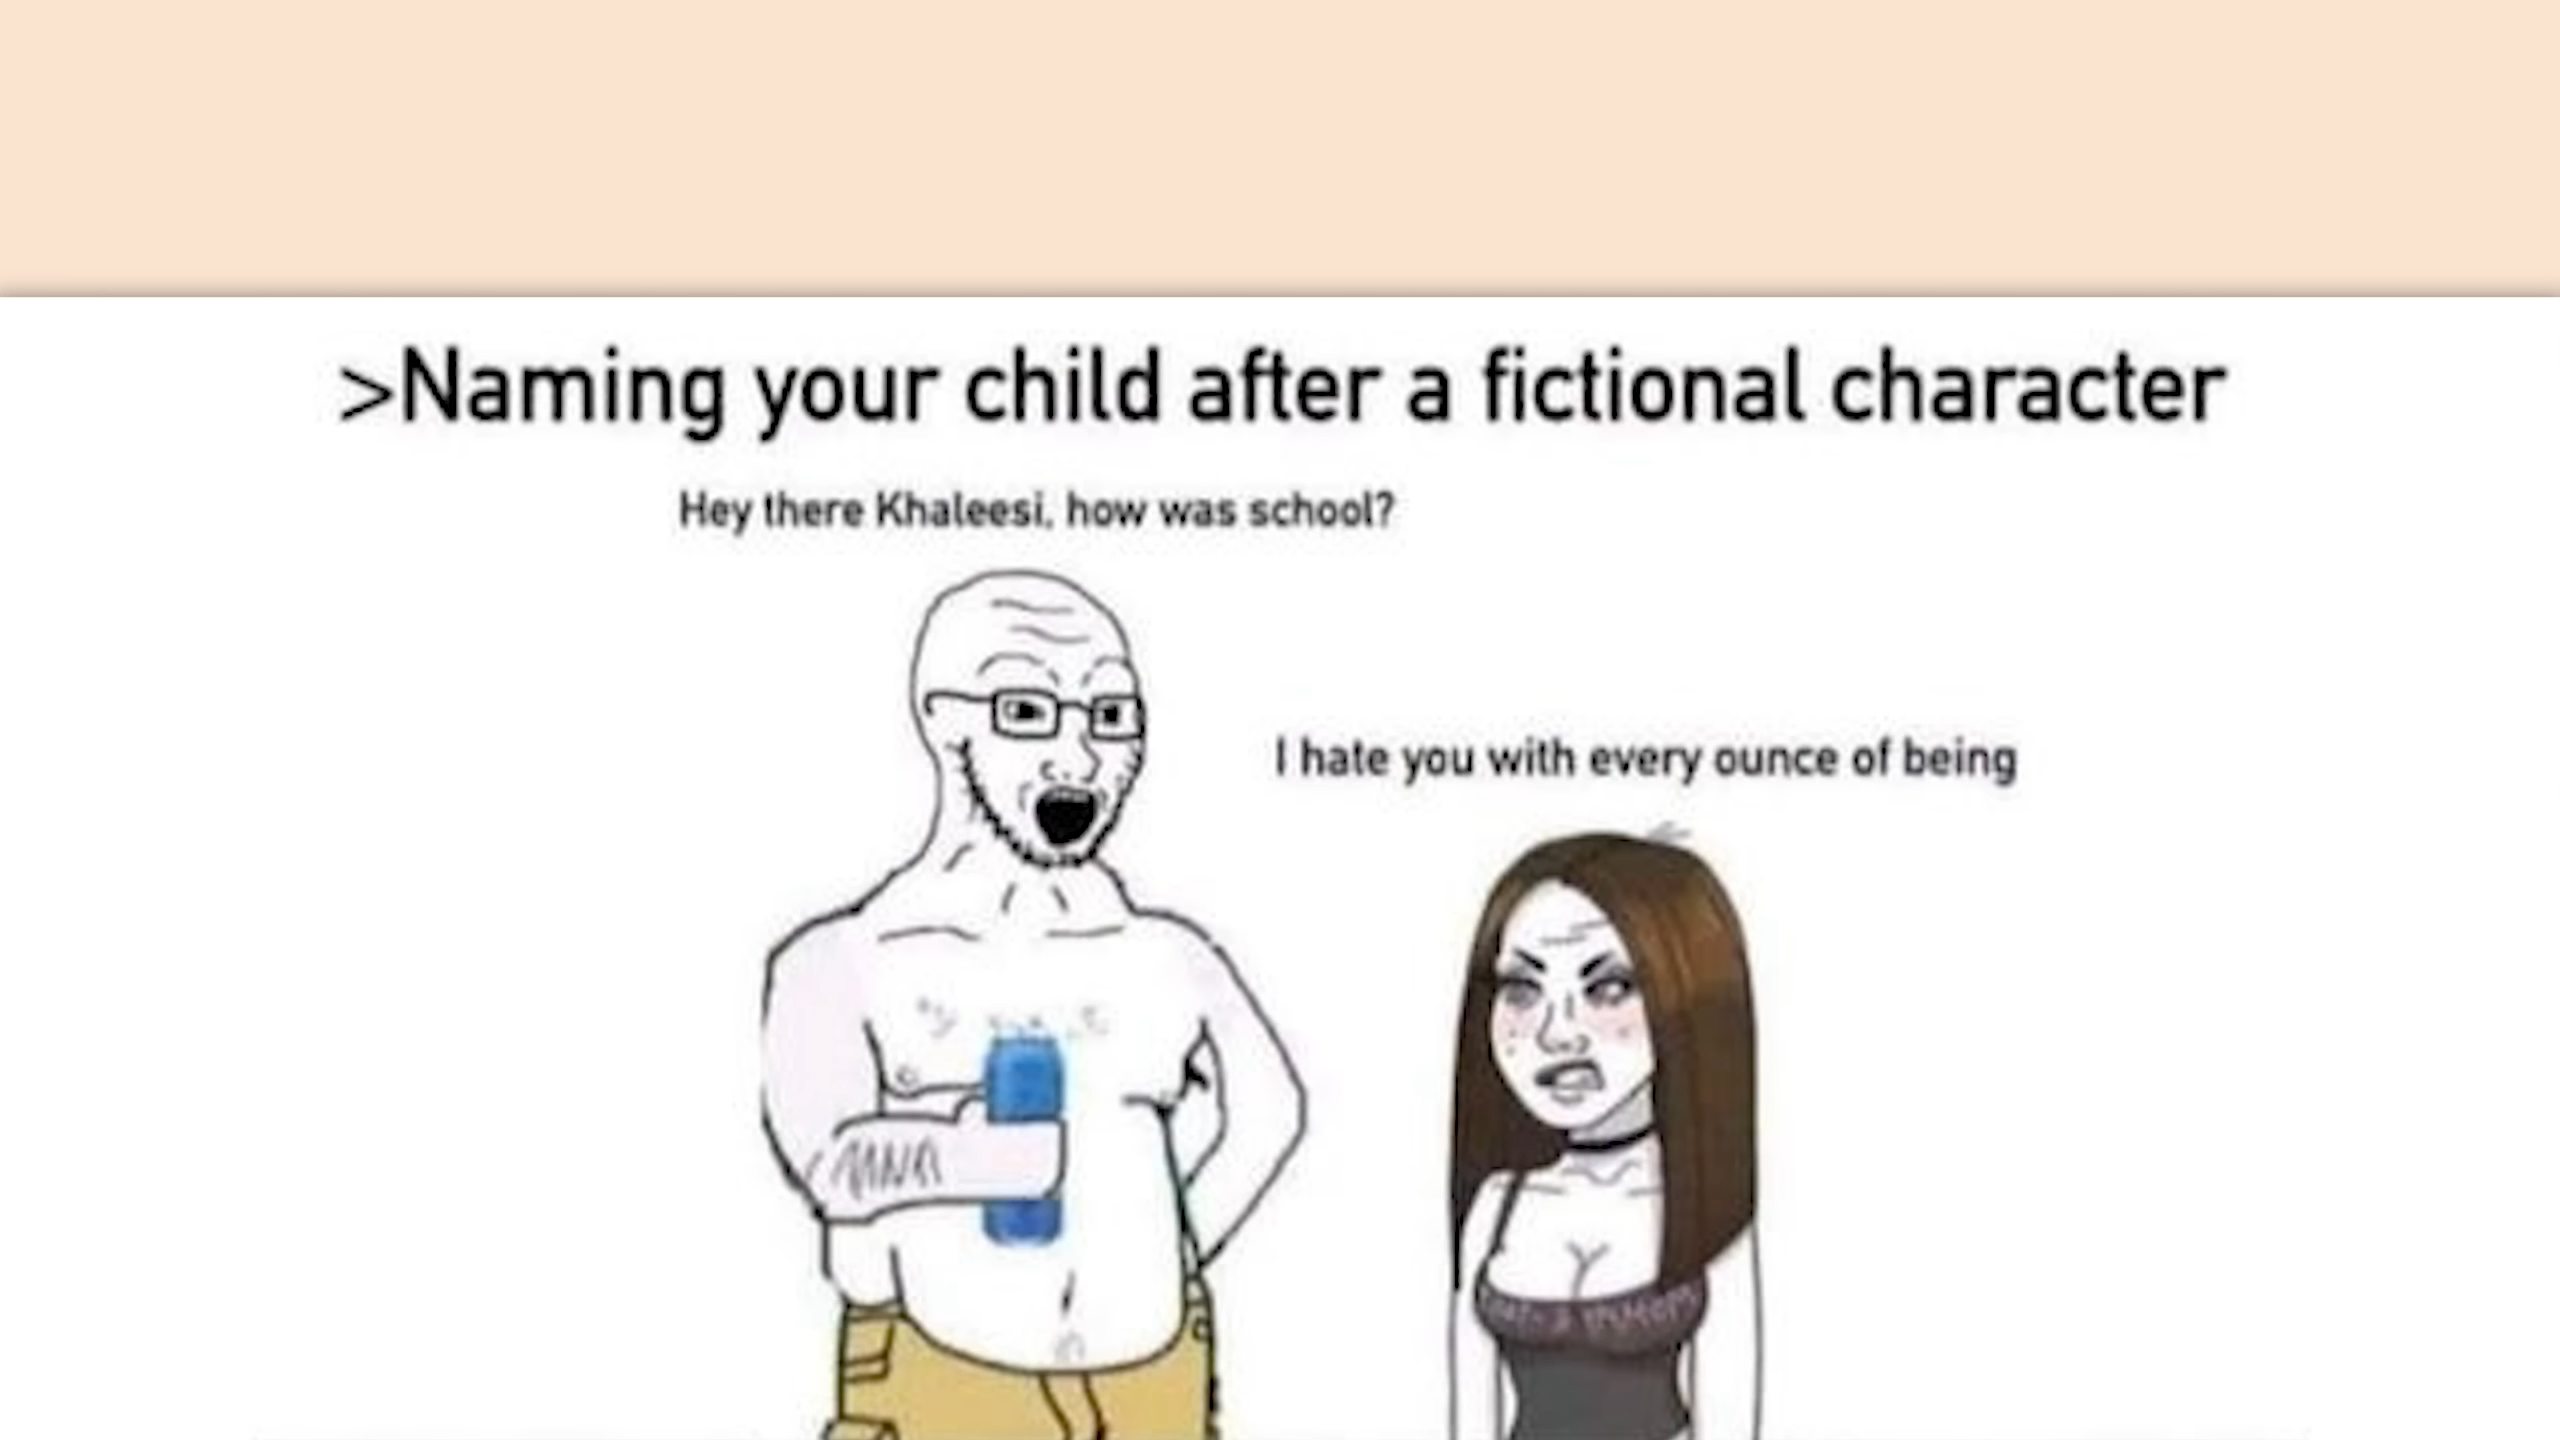 >Naming your child after a fictional character
Hey there Khaleesi, how was school?
I hate you with every ounce of being